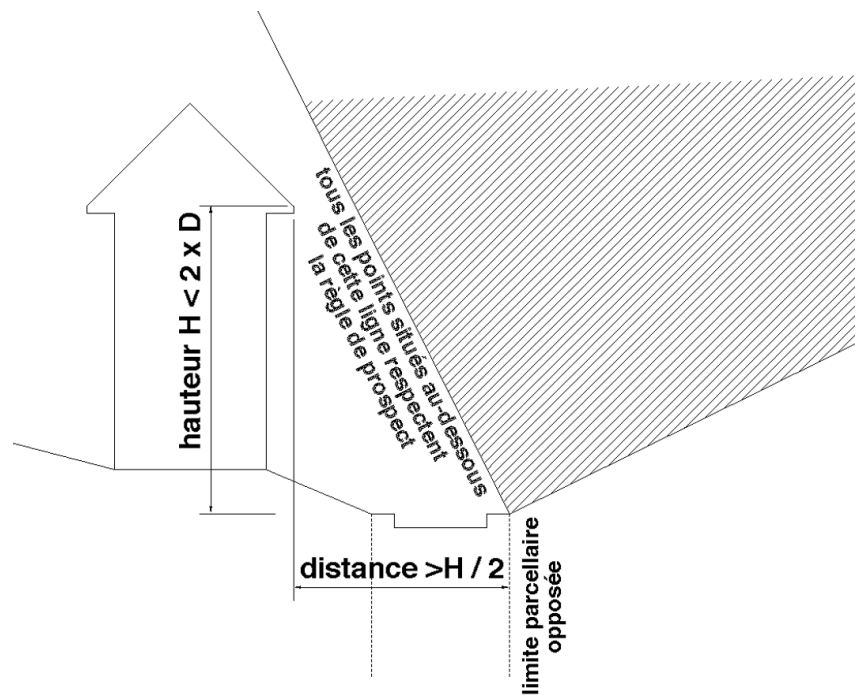 tous les points situés au-dessous
de cette ligne respectent
la règle de prospect
hauteur H < 2 x D
distance >H / 2
limite parcellaire
opposée